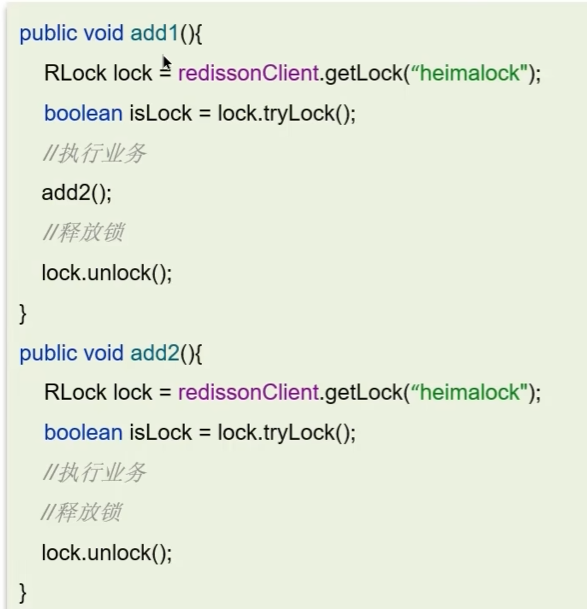 public void add1(){
RLock lock = redissonClient.getLock(“heimalock");
boolean isLock = lock.tryLock();
//执行业务
add2();
//释放锁
lock.unlock();
}
public void add2(){
RLock lock = redissonClient.getLock(“heimalock");
boolean isLock = lock.tryLock();
//执行业务
//释放锁
lock.unlock();
}